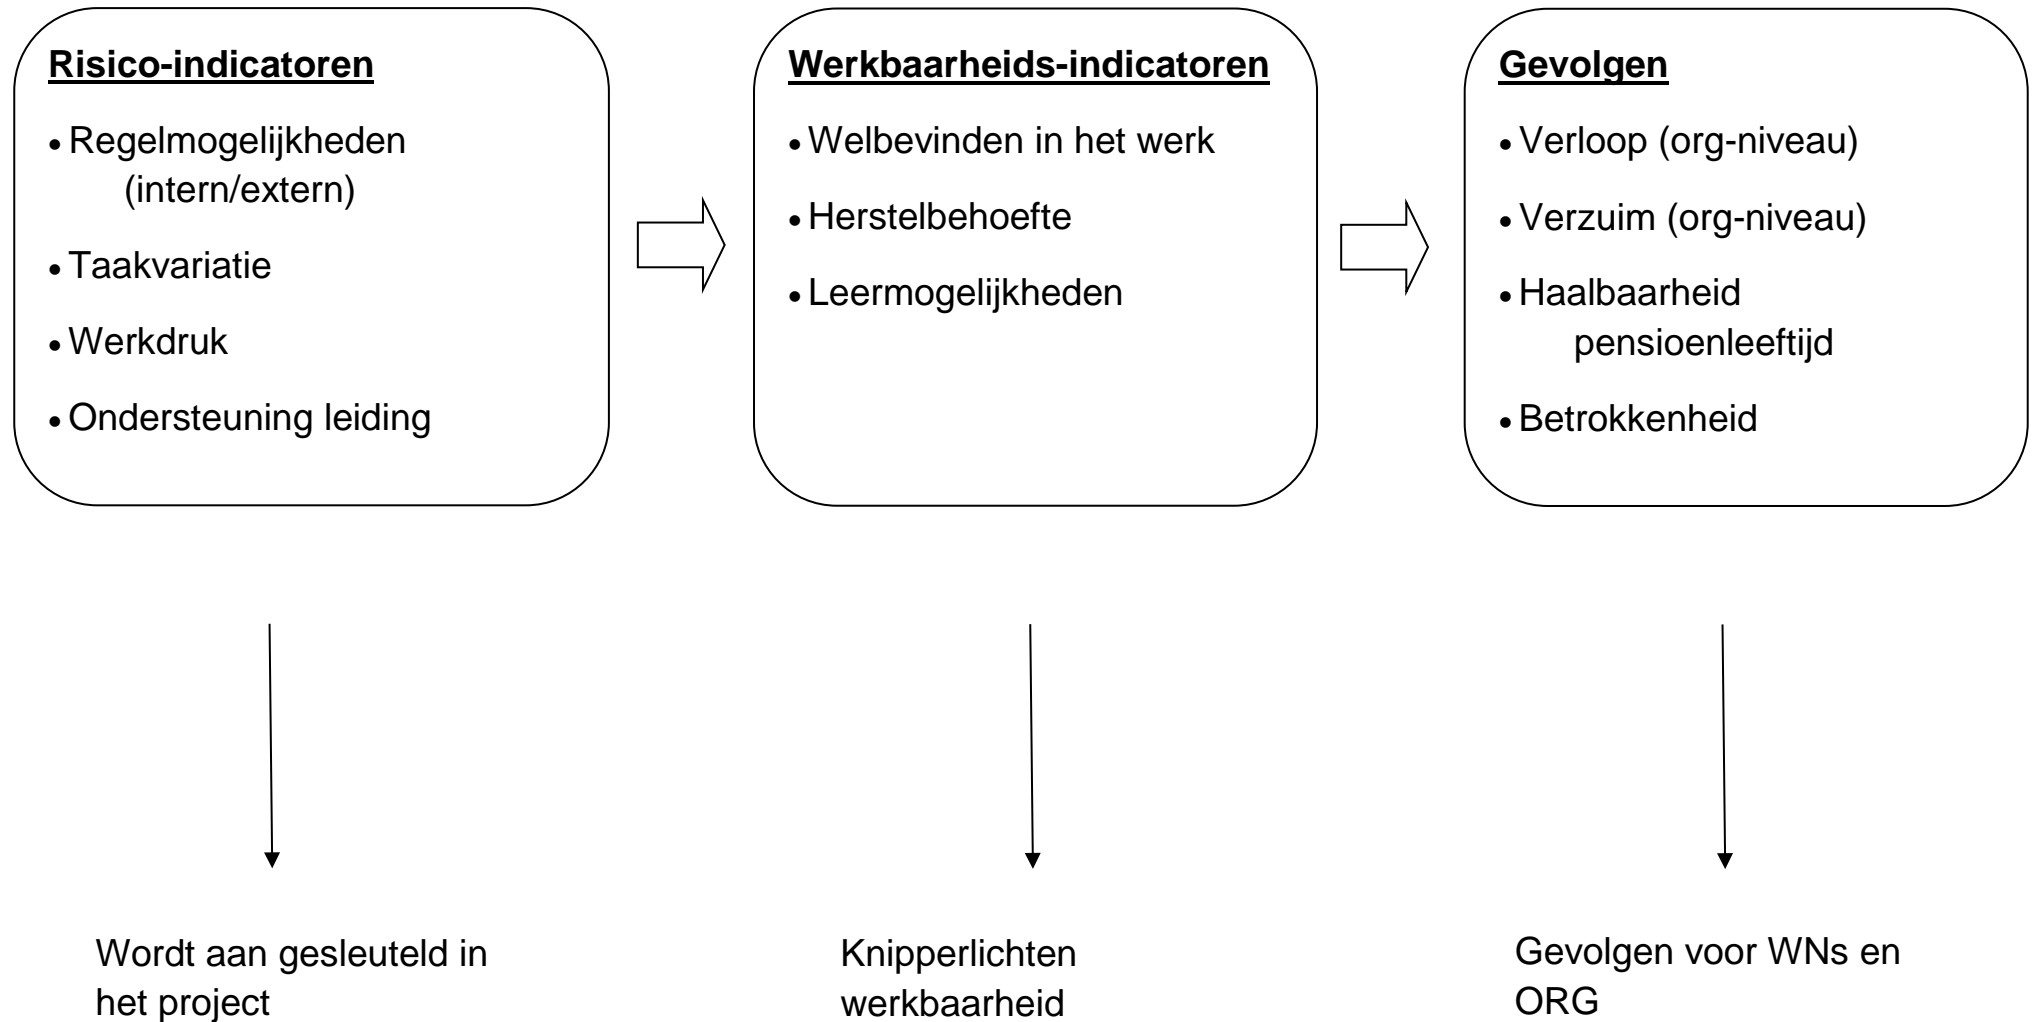 Risico-indicatoren
• Regelmogelijkheden
(intern/extern)
• Taakvariatie
• Werkdruk
• Ondersteuning leiding
Werkbaarheids-indicatoren
• Welbevinden in het werk
• Herstelbehoefte
• Leermogelijkheden
Gevolgen
• Verloop (org-niveau)
• Verzuim (org-niveau)
• Haalbaarheid
pensioenleeftijd
• Betrokkenheid
Wordt aan gesleuteld in
het project
Knipperlichten
werkbaarheid
Gevolgen voor WNs en
ORG